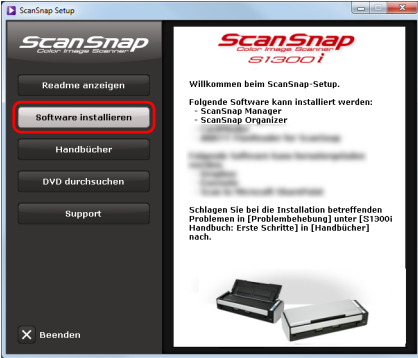 ScanSnap Setup
ScanSnap
Color Image Scanner
Readme anzeigen
Software installieren
Handbücher
DVD durchsuchen
Support
Beenden
ScanSnap
Color Image Scanner
S1300i
Willkommen beim ScanSnap-Setup.
Folgende Software kann installiert werden:
- ScanSnap Manager
- ScanSnap Organizer
Schlagen Sie bei die Installation betreffenden
Problemen in [Problembehebung] unter [S1300i
Handbuch: Erste Schritte] in [Handbücher]
nach.